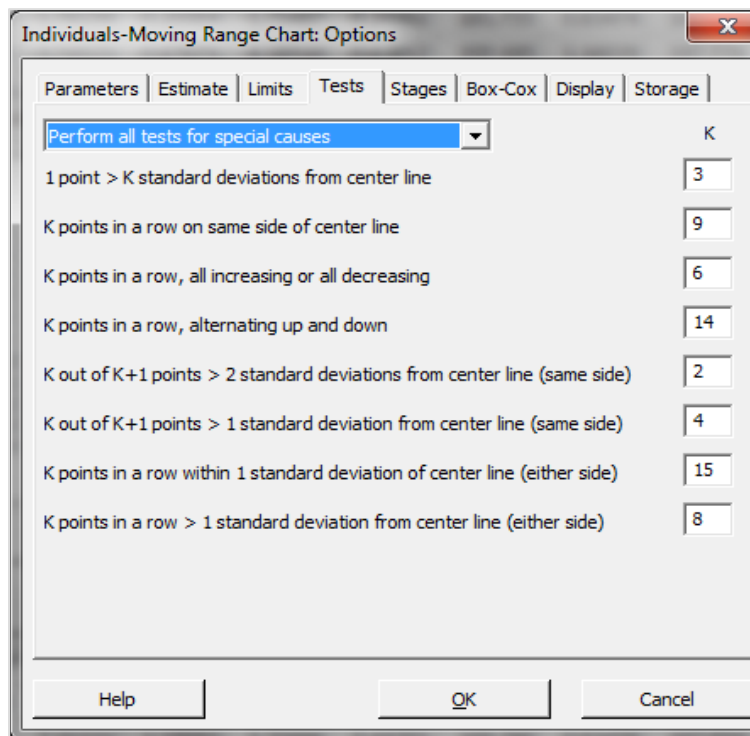 Individuals-Moving Range Chart: Options
Parameters Estimate Limits Tests Stages Box-Cox Display Storage
Perform all tests for special causes K
1 point > K standard deviations from center line 3
K points in a row on same side of center line 9
K points in a row, all increasing or all decreasing 6
K points in a row, alternating up and down 14
K out of K+1 points > 2 standard deviations from center line (same side) 2
K out of K+1 points > 1 standard deviation from center line (same side) 4
K points in a row within 1 standard deviation of center line (either side) 15
K points in a row > 1 standard deviation from center line (either side) 8
Help OK Cancel